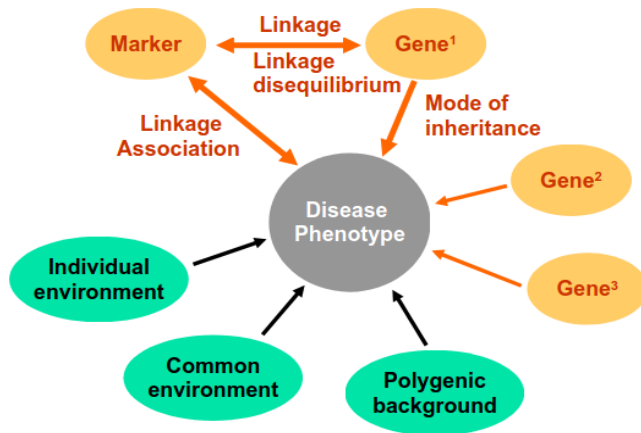 Marker
Linkage
Linkage
disequilibrium
Gene¹
Linkage
Association
Mode of
inheritance
Disease
Phenotype
Gene²
Gene³
Individual
environment
Common
environment
Polygenic
background